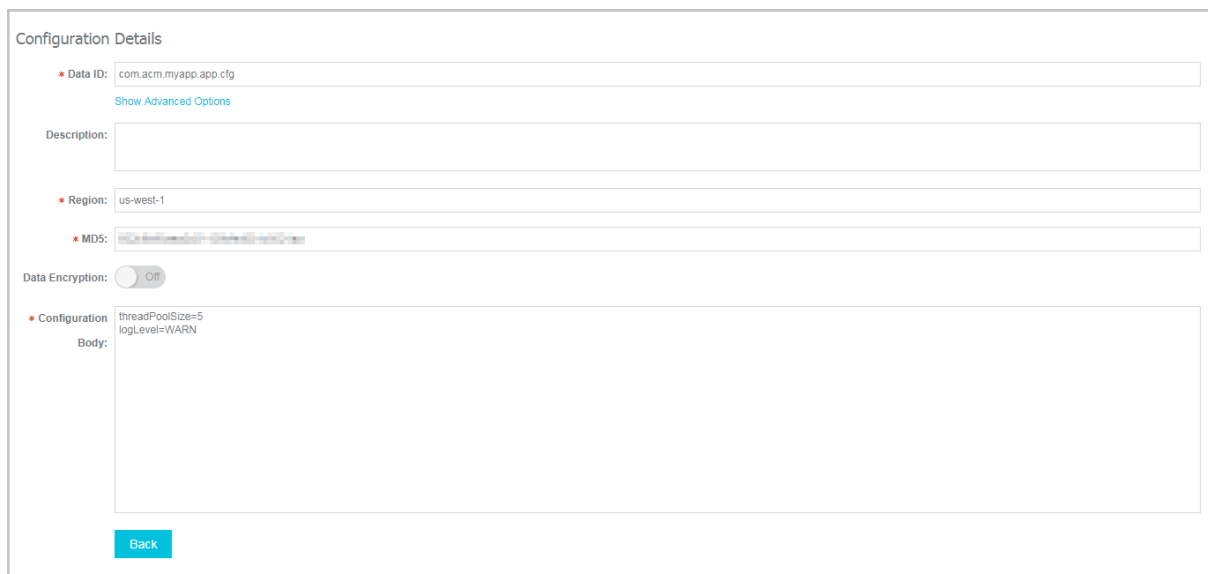 Configuration Details
* Data ID: com.acm.myapp.app.cfg
Show Advanced Options
Description:
* Region: us-west-1
* MD5:
Data Encryption: Off
* Configuration threadPoolSize=5
Body: logLevel=WARN
Back